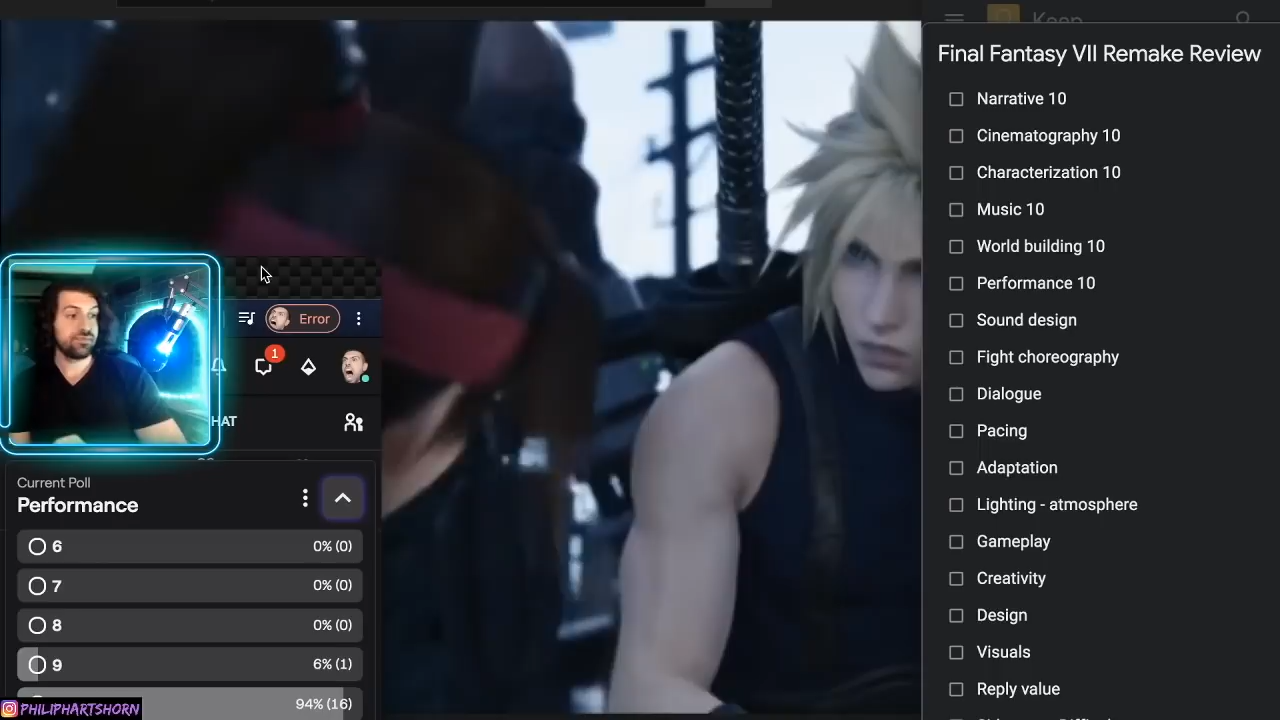 Keep
Final Fantasy VII Remake Review
Narrative 10
Cinematography 10
Characterization 10
Music 10
World building 10
Performance 10
Sound design
Fight choreography
Dialogue
Pacing
Adaptation
Lighting - atmosphere
Gameplay
Creativity
Design
Visuals
Reply value
Error
1
HAT
Current Poll
Performance
6 0% (0)
7 0% (0)
8 0% (0)
9 6% (1)
94% (16)
PHILIPHARTSHORN